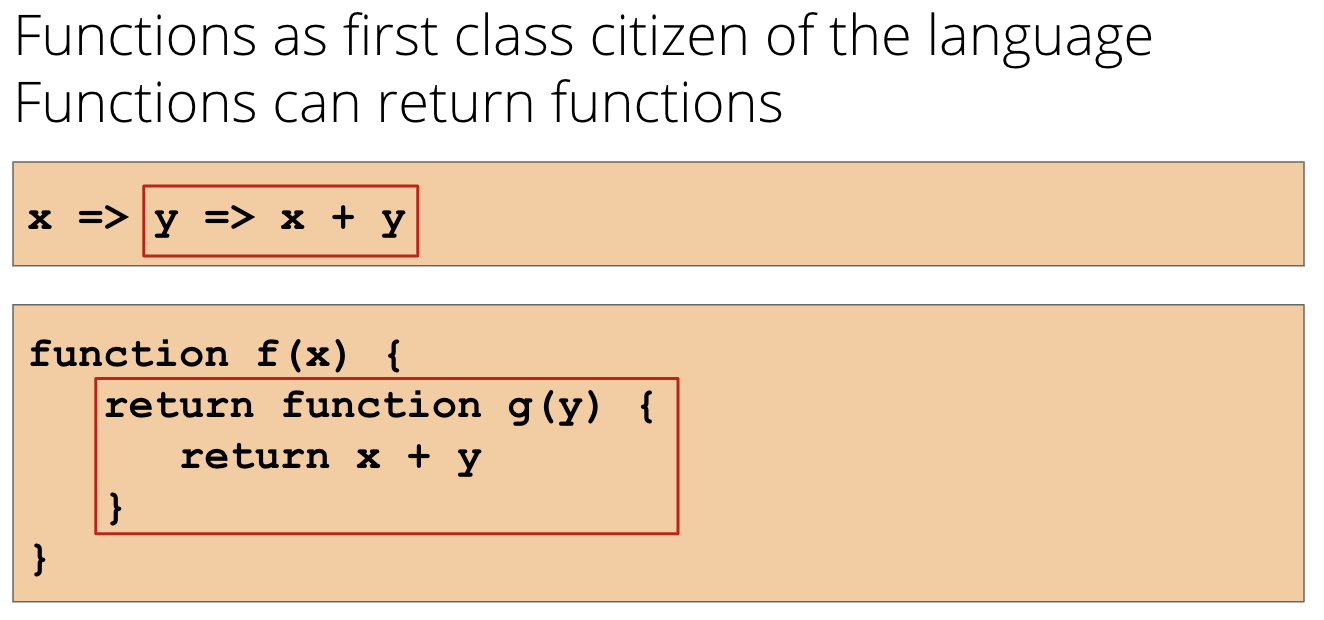 Functions as first class citizen of the language
Functions can return functions
x => y => x + y
function f(x) {
return function g(y) {
return x + y
}
}